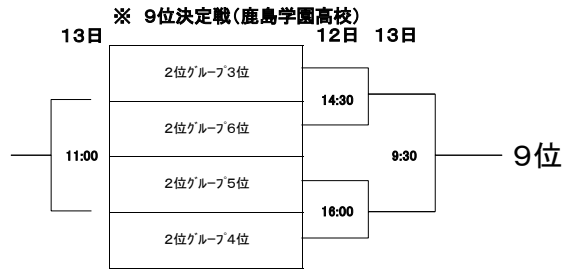 ※ 9位決定戦(鹿島学園高校)
13日 12日 13日
2位ｸﾞﾙｰﾌﾟ3位
14:30
2位ｸﾞﾙｰﾌﾟ6位
11:00 9:30 9位
2位ｸﾞﾙｰﾌﾟ5位
16:00
2位ｸﾞﾙｰﾌﾟ4位